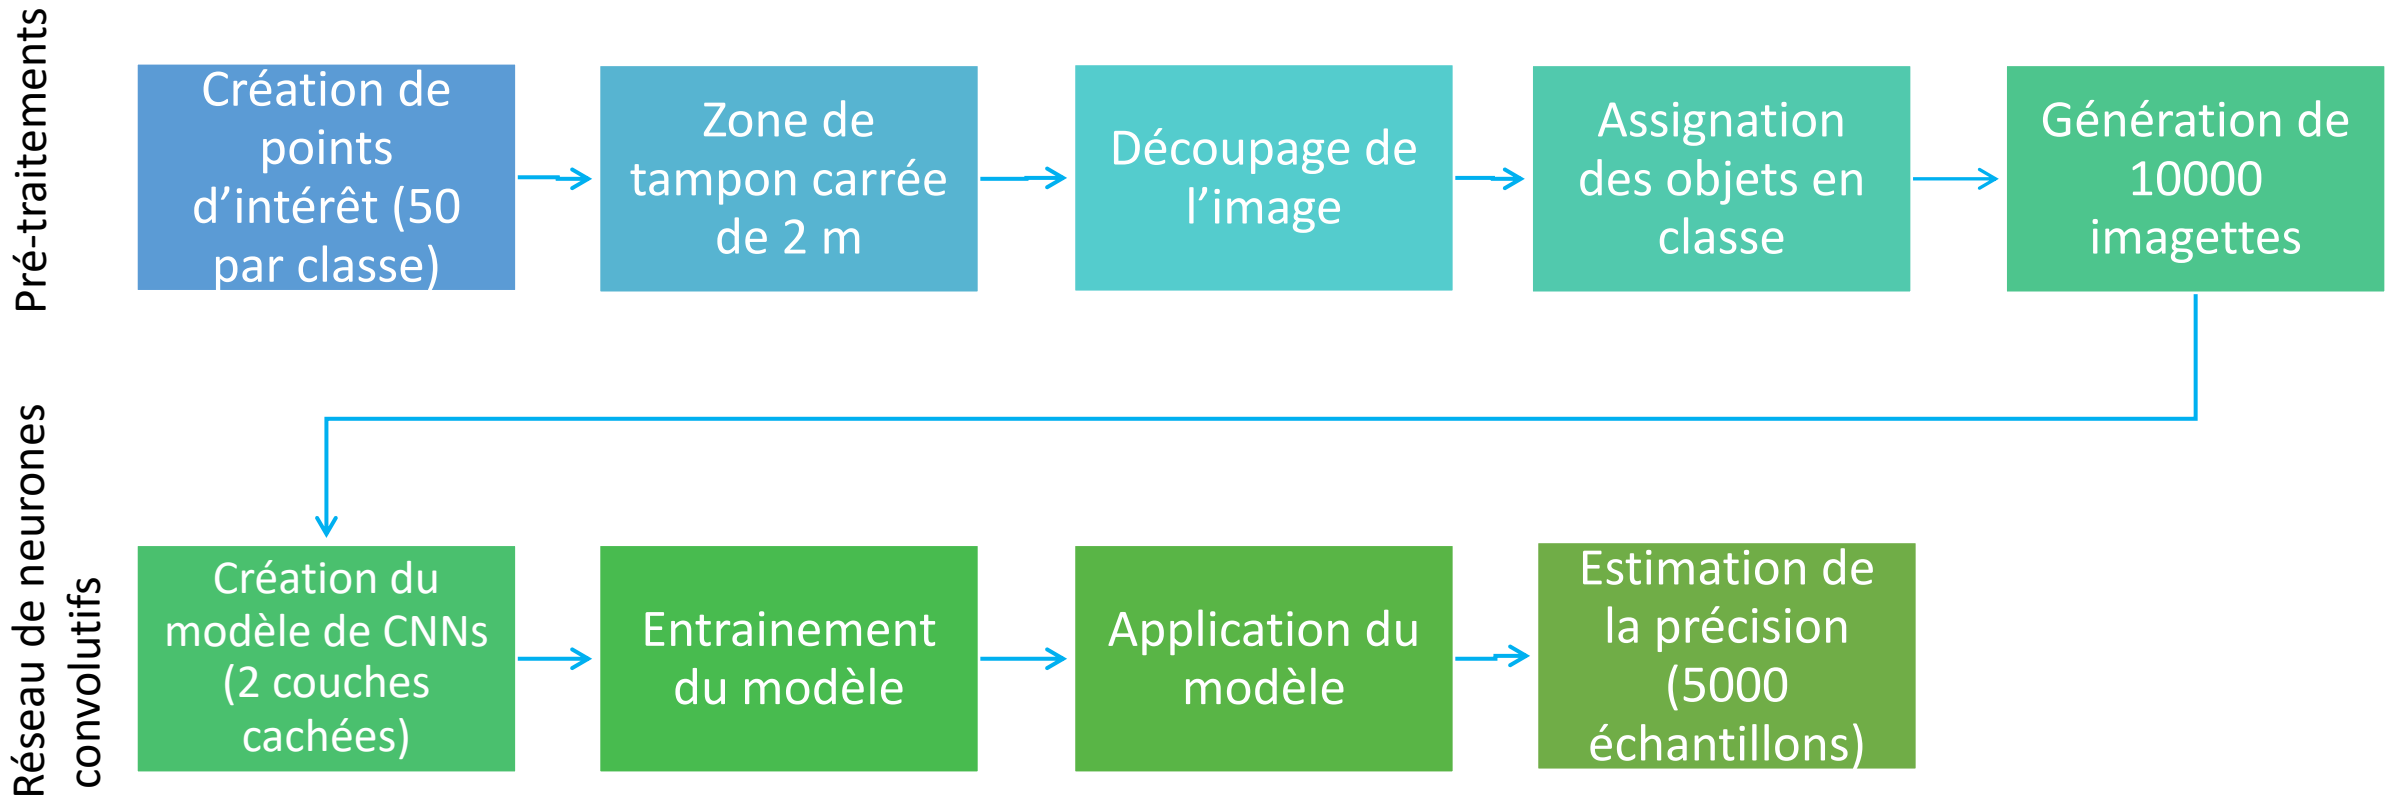 Pré-traitements
Création de
points
d’intérêt (50
par classe)
Zone de
tampon carrée
de 2 m
Découpage de
l’image
Assignation
des objets en
classe
Génération de
10000
imagettes
Réseau de neurones
convolutifs
Création du
modèle de CNNs
(2 couches
cachées)
Entrainement
du modèle
Application du
modèle
Estimation de
la précision
(5000
échantillons)